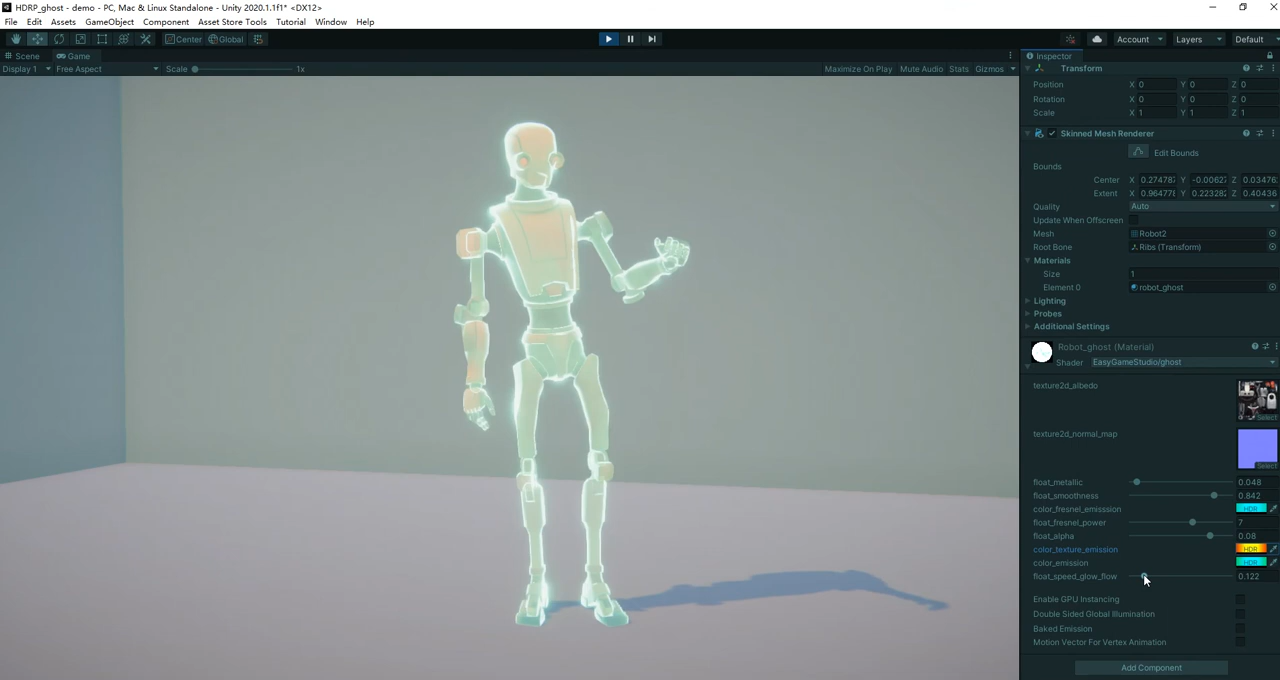 HDRP_ghost - demo - PC, Mac & Linux Standalone - Unity 2020.1.1f1* <DX12>
File Edit Assets GameObject Component Asset Store Tools Tutorial Window Help
Center Global Account Layers Default
Scene Game Inspector
Display 1 Free Aspect Scale 1x Maximize On Play Mute Audio Stats Gizmos
Transform
Position X 0 Y 0 Z 0
Rotation X 0 Y 0 Z 0
Scale X 1 Y 1 Z 1
Skinned Mesh Renderer
Edit Bounds
Bounds
Center X 0.27478 Y -0.0062 Z 0.03476
Extent X 0.96477 Y 0.22328 Z 0.40436
Quality Auto
Update When Offscreen
Mesh Robot2
Root Bone Ribs (Transform)
Materials
Size 1
Element 0 robot_ghost
Lighting
Probes
Additional Settings
Robot_ghost (Material)
Shader EasyGameStudio/ghost
texture2d_albedo
Select
texture2d_normal_map
Select
float_metallic 0.048
float_smoothness 0.842
color_fresnel_emisssion HDR
float_fresnel_power 7
float_alpha 0.08
color_texture_emission HDR
color_emission HDR
float_speed_glow_flow 0.122
Enable GPU Instancing
Double Sided Global Illumination
Baked Emission
Motion Vector For Vertex Animation
Add Component